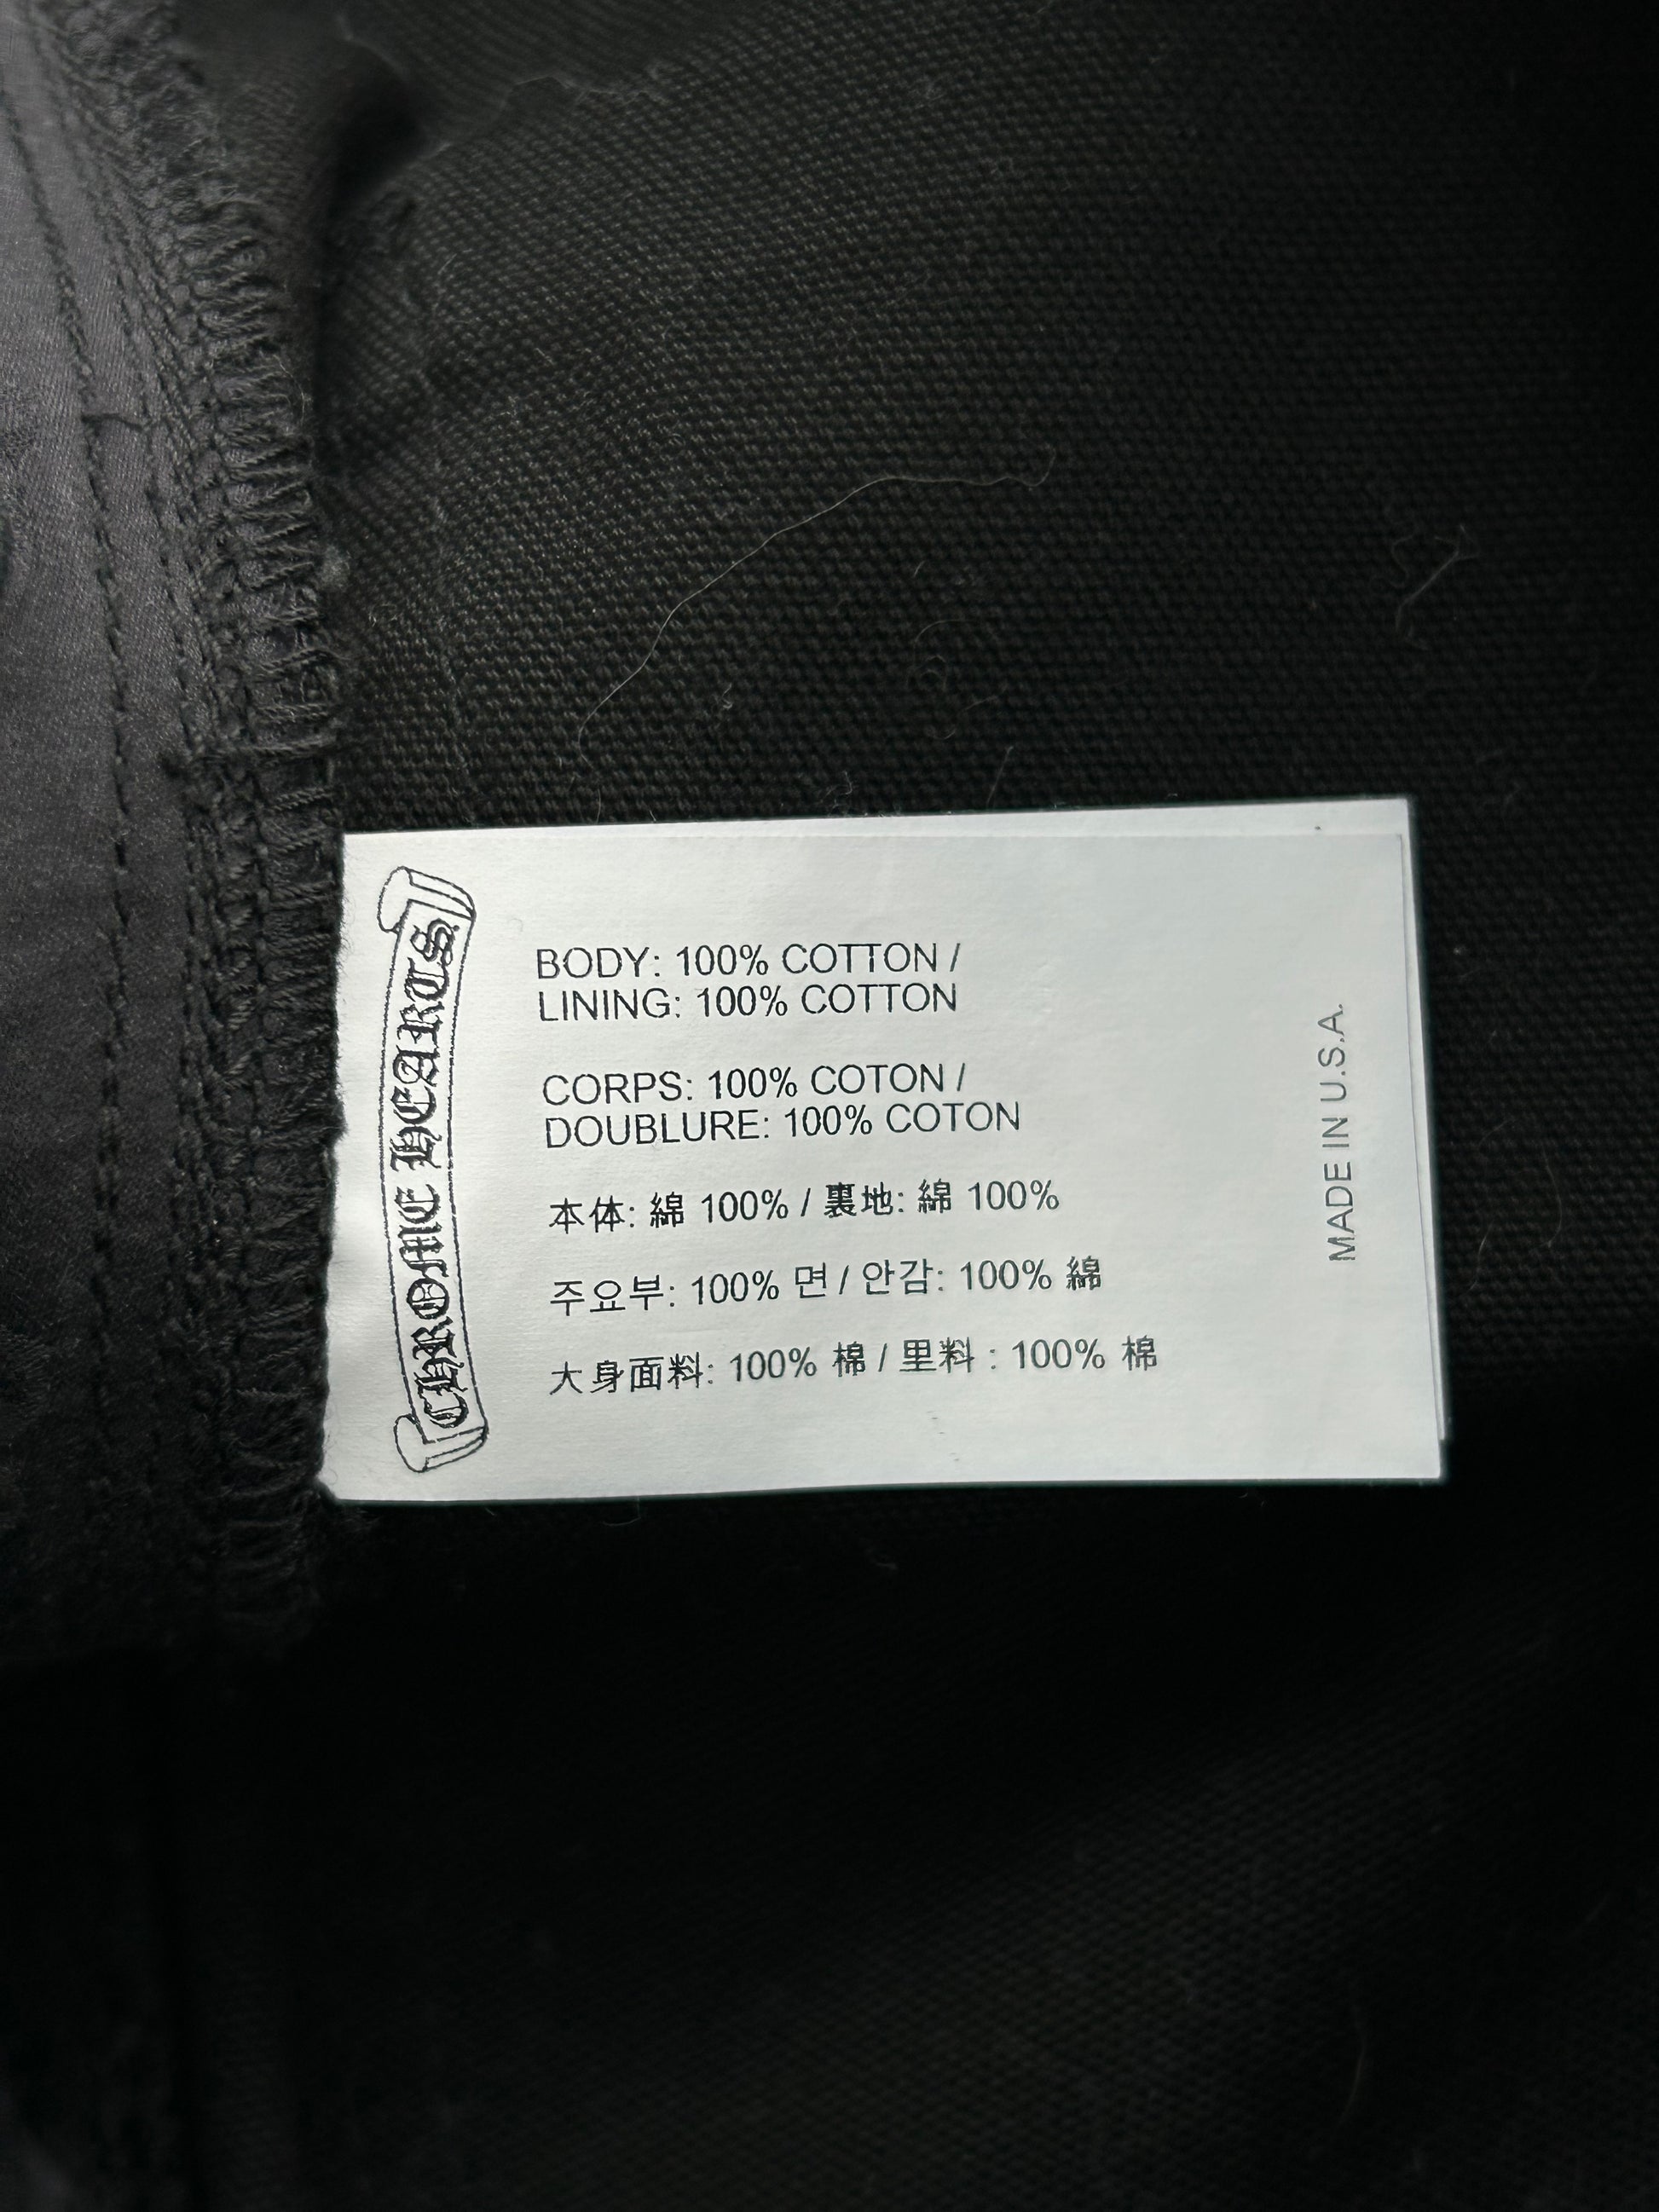 CHROME HEARTS
BODY: 100% COTTON /
LINING: 100% COTTON
CORPS: 100% COTON /
DOUBLURE: 100% COTON
本体: 綿 100% / 裏地: 綿 100%
주요부: 100% 면 / 안감: 100% 綿
大身面料: 100% 棉 / 里料 : 100% 棉
MADE IN U.S.A.